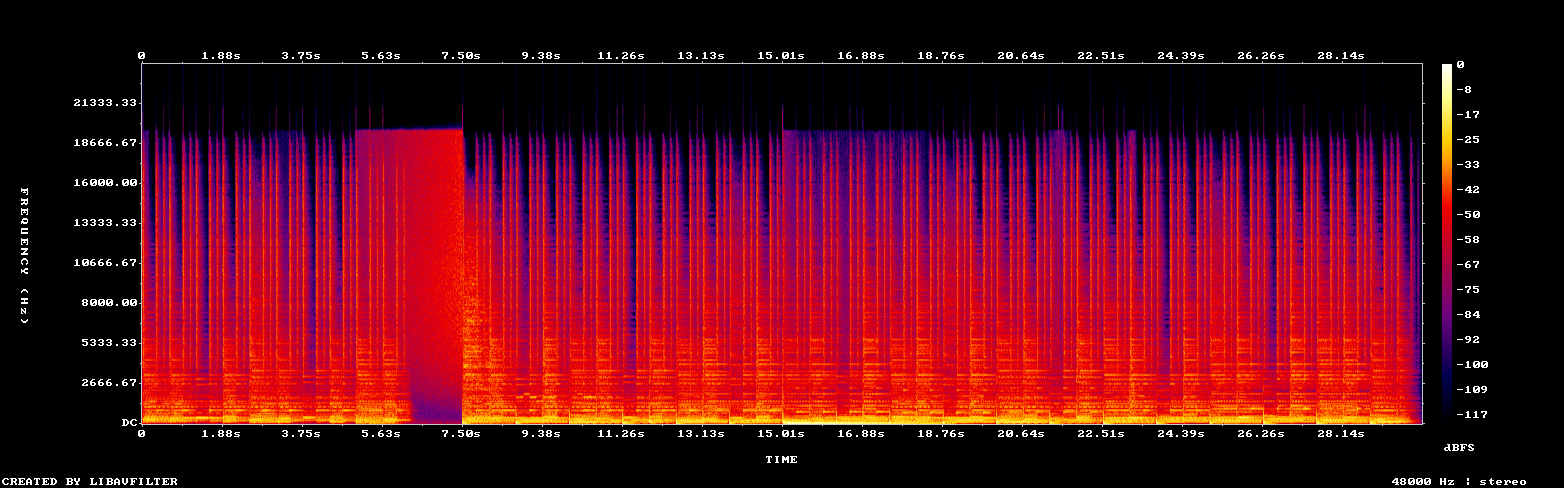 0 1.88s 3.75s 5.63s 7.50s 9.38s 11.26s 13.13s 15.01s 16.88s 18.76s 20.64s 22.51s 24.39s 26.26s 28.14s
21333.33
18666.67
16000.00
13333.33
10666.67
8000.00
5333.33
2666.67
DC
FREQUENCY (HZ)
0
-8
-17
-25
-33
-42
-50
-58
-67
-75
-84
-92
-100
-109
-117
dBFS
0 1.88s 3.75s 5.63s 7.50s 9.38s 11.26s 13.13s 15.01s 16.88s 18.76s 20.64s 22.51s 24.39s 26.26s 28.14s
TIME
CREATED BY LIBAVFILTER
48000 Hz | stereo